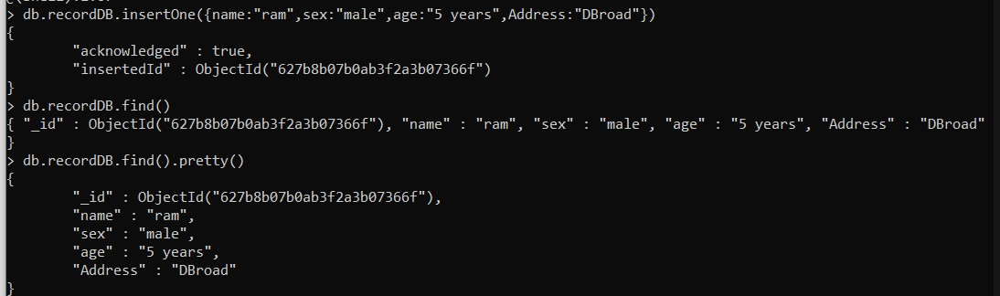 > db.recordDB.insertOne({name:"ram",sex:"male",age:"5 years",Address:"DBroad"})
{
        "acknowledged" : true,
        "insertedId" : ObjectId("627b8b07b0ab3f2a3b07366f")
}
> db.recordDB.find()
{ "_id" : ObjectId("627b8b07b0ab3f2a3b07366f"), "name" : "ram", "sex" : "male", "age" : "5 years", "Address" : "DBroad"
}
> db.recordDB.find().pretty()
{
        "_id" : ObjectId("627b8b07b0ab3f2a3b07366f"),
        "name" : "ram",
        "sex" : "male",
        "age" : "5 years",
        "Address" : "DBroad"
}